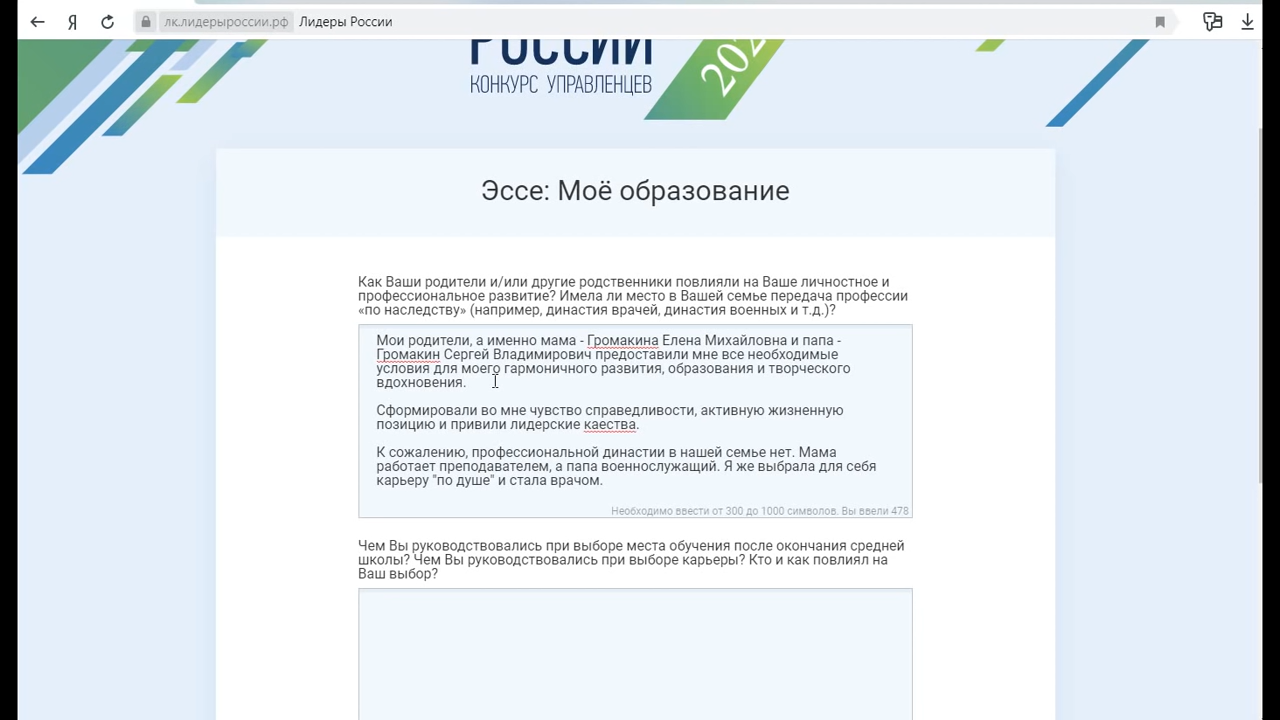 лк.лидерыроссии.рф Лидеры России
РОССИИ
КОНКУРС УПРАВЛЕНЦЕВ
202
Эссе: Моё образование
Как Ваши родители и/или другие родственники повлияли на Ваше личностное и
профессиональное развитие? Имела ли место в Вашей семье передача профессии
«по наследству» (например, династия врачей, династия военных и т.д.)?
Мои родители, а именно мама - Громакина Елена Михайловна и папа -
Громакин Сергей Владимирович предоставили мне все необходимые
условия для моего гармоничного развития, образования и творческого
вдохновения.
Сформировали во мне чувство справедливости, активную жизненную
позицию и привили лидерские каества.
К сожалению, профессиональной династии в нашей семье нет. Мама
работает преподавателем, а папа военнослужащий. Я же выбрала для себя
карьеру "по душе" и стала врачом.
Необходимо ввести от 300 до 1000 символов. Вы ввели 478
Чем Вы руководствовались при выборе места обучения после окончания средней
школы? Чем Вы руководствовались при выборе карьеры? Кто и как повлиял на
Ваш выбор?